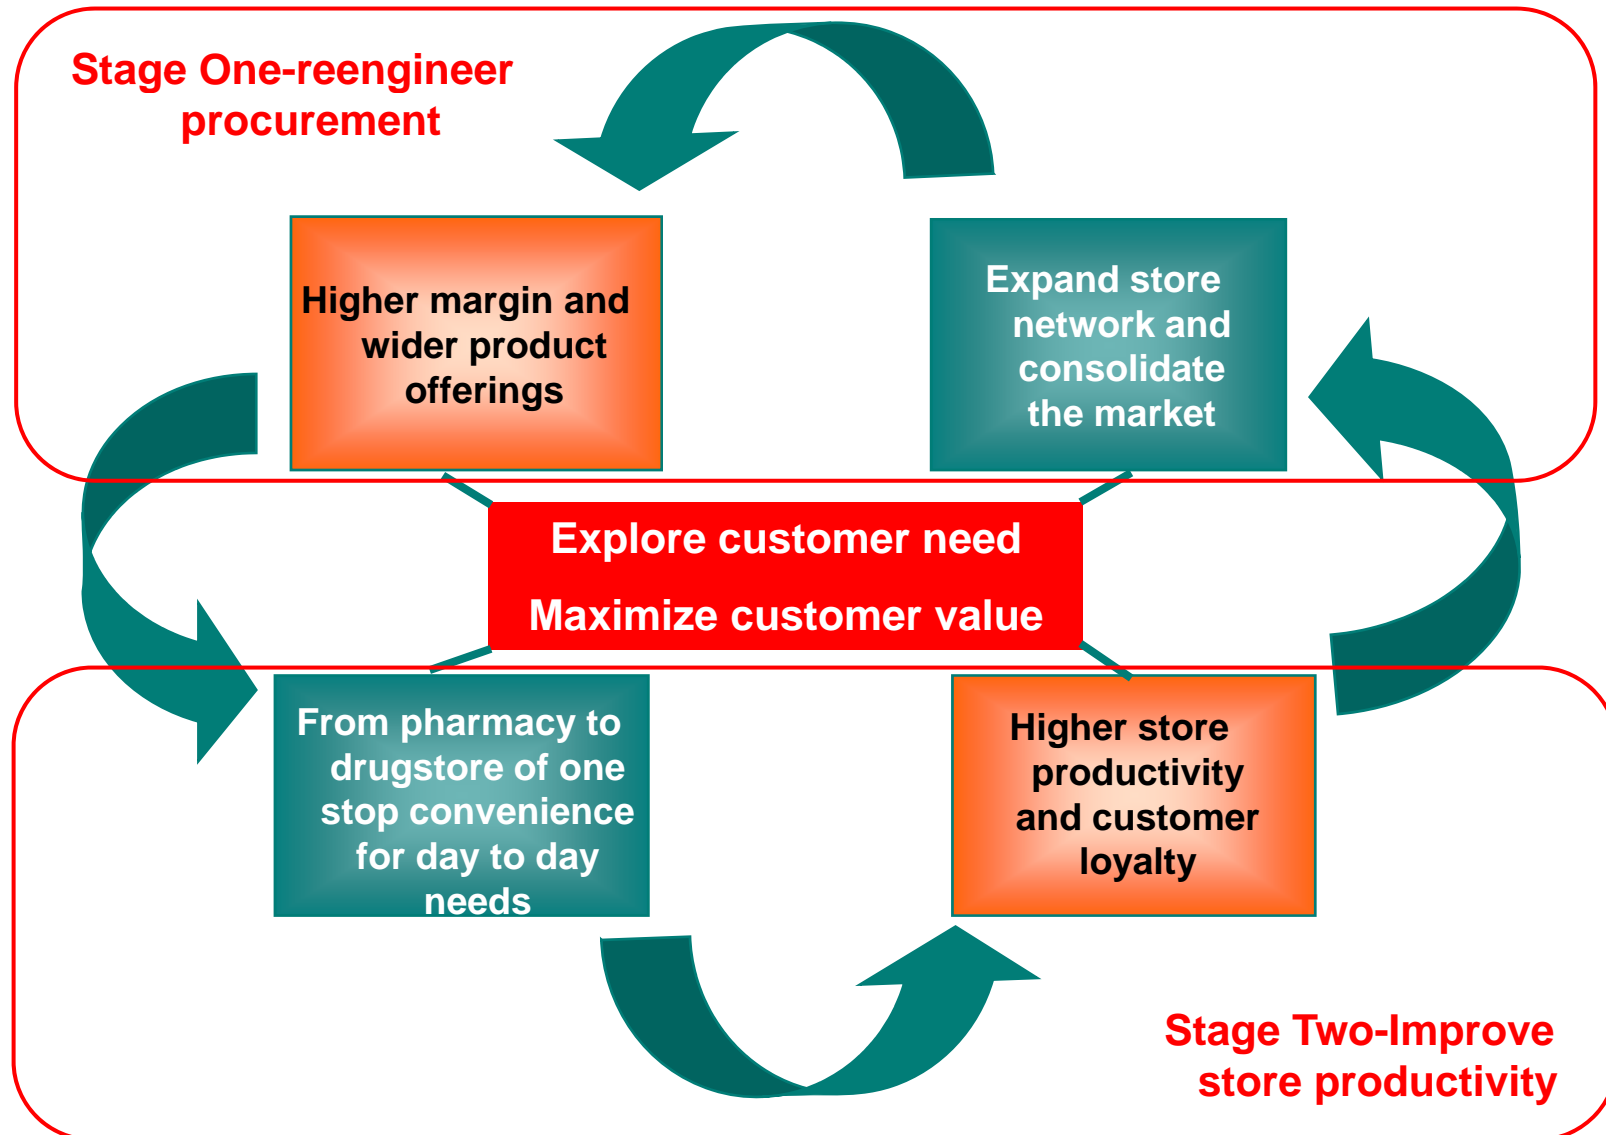 Stage One-reengineer
procurement
Higher margin and
wider product
offerings
Expand store
network and
consolidate
the market
Explore customer need
Maximize customer value
From pharmacy to
drugstore of one
stop convenience
for day to day
needs
Higher store
productivity
and customer
loyalty
Stage Two-Improve
store productivity